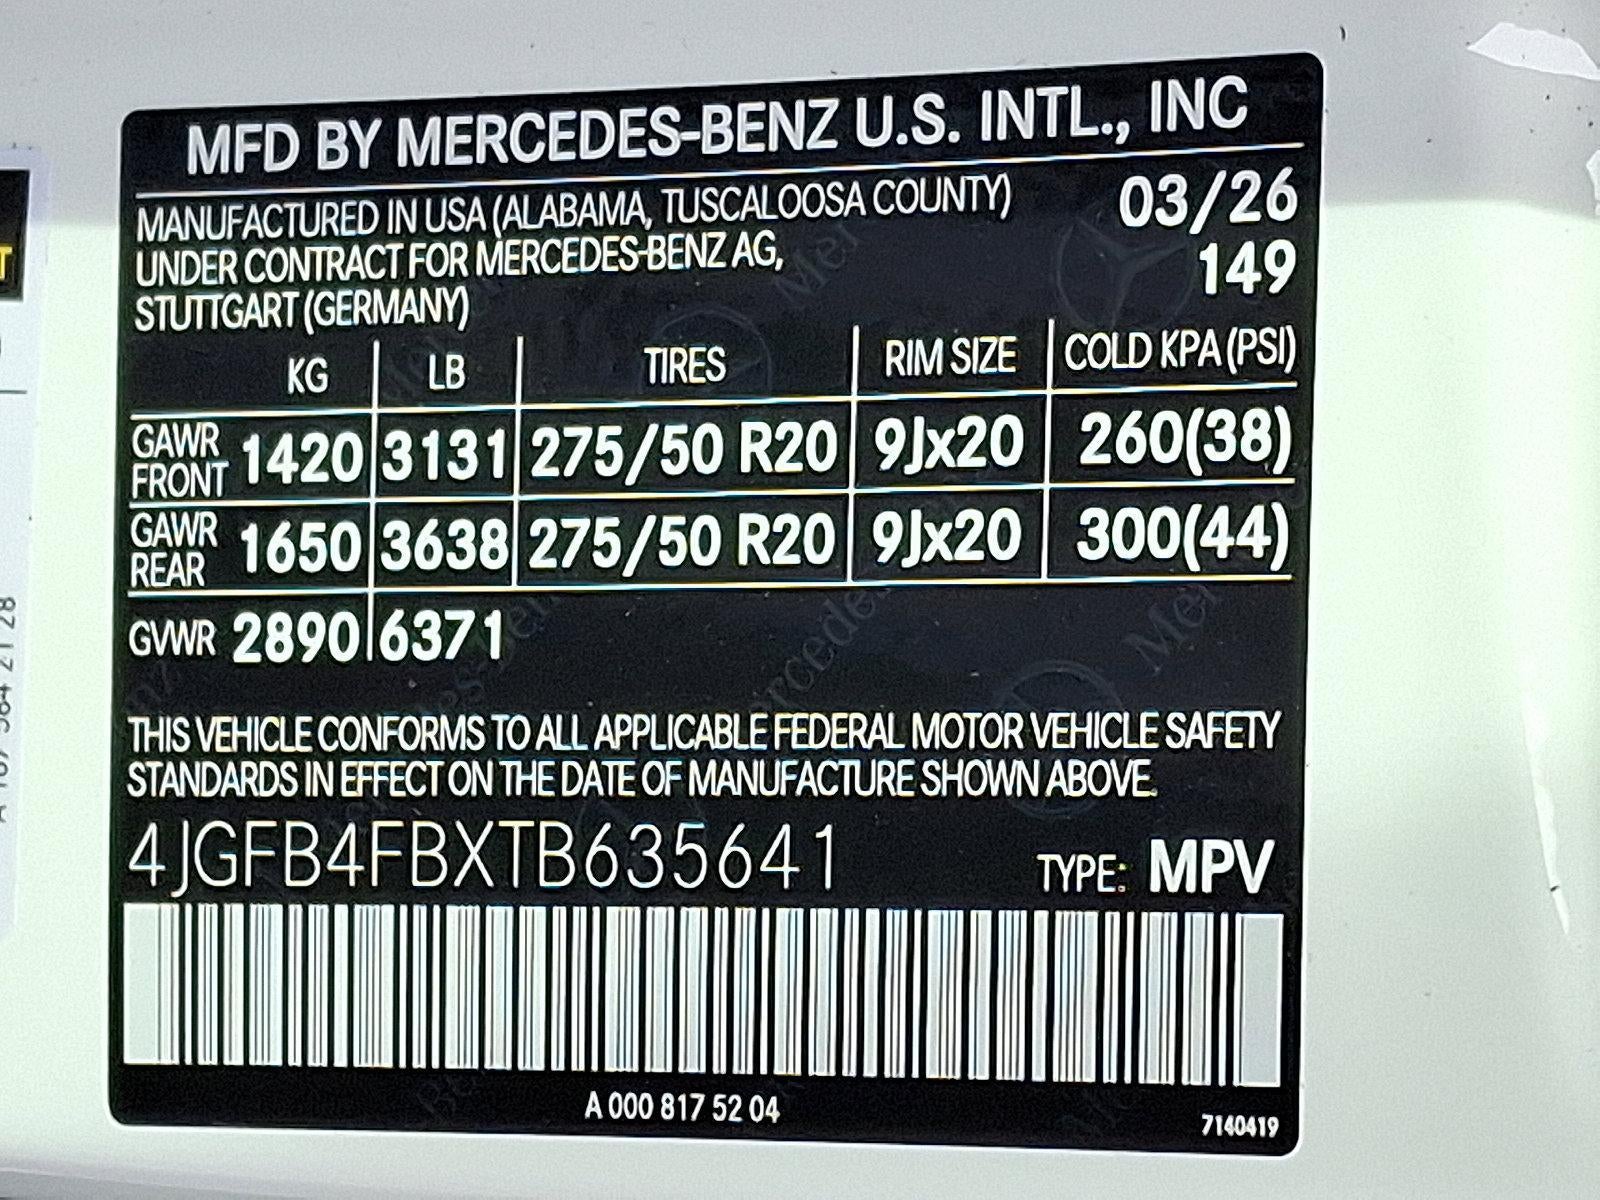 MFD BY MERCEDES-BENZ U.S. INTL., INC
MANUFACTURED IN USA (ALABAMA, TUSCALOOSA COUNTY) 03/26
UNDER CONTRACT FOR MERCEDES-BENZ AG, 149
STUTTGART (GERMANY)
KG LB TIRES RIM SIZE COLD KPA (PSI)
GAWR FRONT 1420 3131 275/50 R20 9Jx20 260(38)
GAWR REAR 1650 3638 275/50 R20 9Jx20 300(44)
GVWR 2890 6371
THIS VEHICLE CONFORMS TO ALL APPLICABLE FEDERAL MOTOR VEHICLE SAFETY
STANDARDS IN EFFECT ON THE DATE OF MANUFACTURE SHOWN ABOVE.
4JGFB4FBXTB635641 TYPE: MPV
A 000 817 52 04
7140419